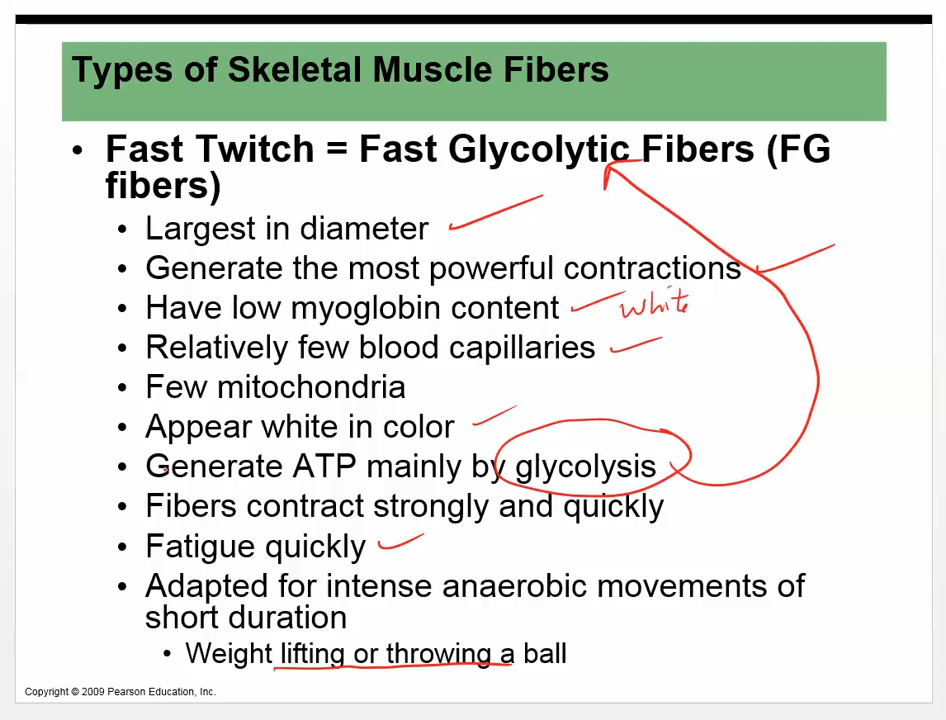 Types of Skeletal Muscle Fibers
• Fast Twitch = Fast Glycolytic Fibers (FG
fibers)
• Largest in diameter
• Generate the most powerful contractions
• Have low myoglobin content white
• Relatively few blood capillaries
• Few mitochondria
• Appear white in color
• Generate ATP mainly by glycolysis
• Fibers contract strongly and quickly
• Fatigue quickly
• Adapted for intense anaerobic movements of
short duration
• Weight lifting or throwing a ball
Copyright © 2009 Pearson Education, Inc.